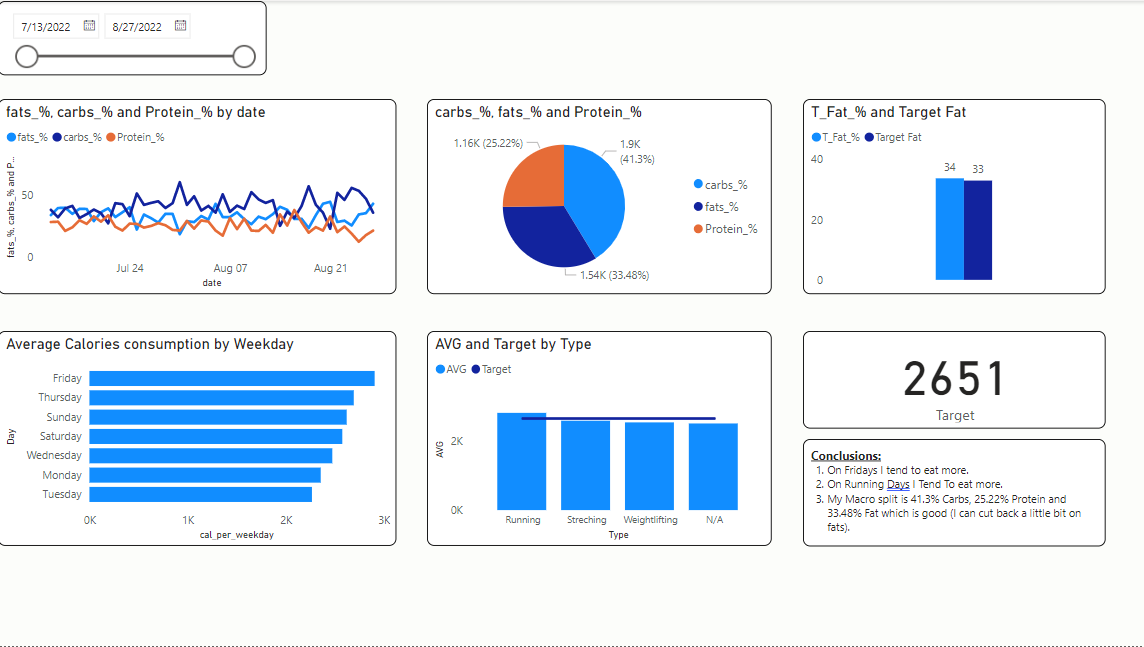 7/13/2022 8/27/2022
fats_%, carbs_% and Protein_% by date
fats_% carbs_% Protein_%
fats_%, carbs_% and P...
50
0
Jul 24 Aug 07 Aug 21
date
carbs_%, fats_% and Protein_%
1.16K (25.22%)
1.9K
(41.3%)
1.54K (33.48%)
carbs_%
fats_%
Protein_%
T_Fat_% and Target Fat
T_Fat_% Target Fat
40
20
0
34 33
Average Calories consumption by Weekday
Day
Friday
Thursday
Sunday
Saturday
Wednesday
Monday
Tuesday
0K 1K 2K 3K
cal_per_weekday
AVG and Target by Type
AVG Target
AVG
2K
0K
Running Streching Weightlifting N/A
Type
2651
Target
Conclusions:
1. On Fridays I tend to eat more.
2. On Running Days I Tend To eat more.
3. My Macro split is 41.3% Carbs, 25.22% Protein and
33.48% Fat which is good (I can cut back a little bit on
fats).